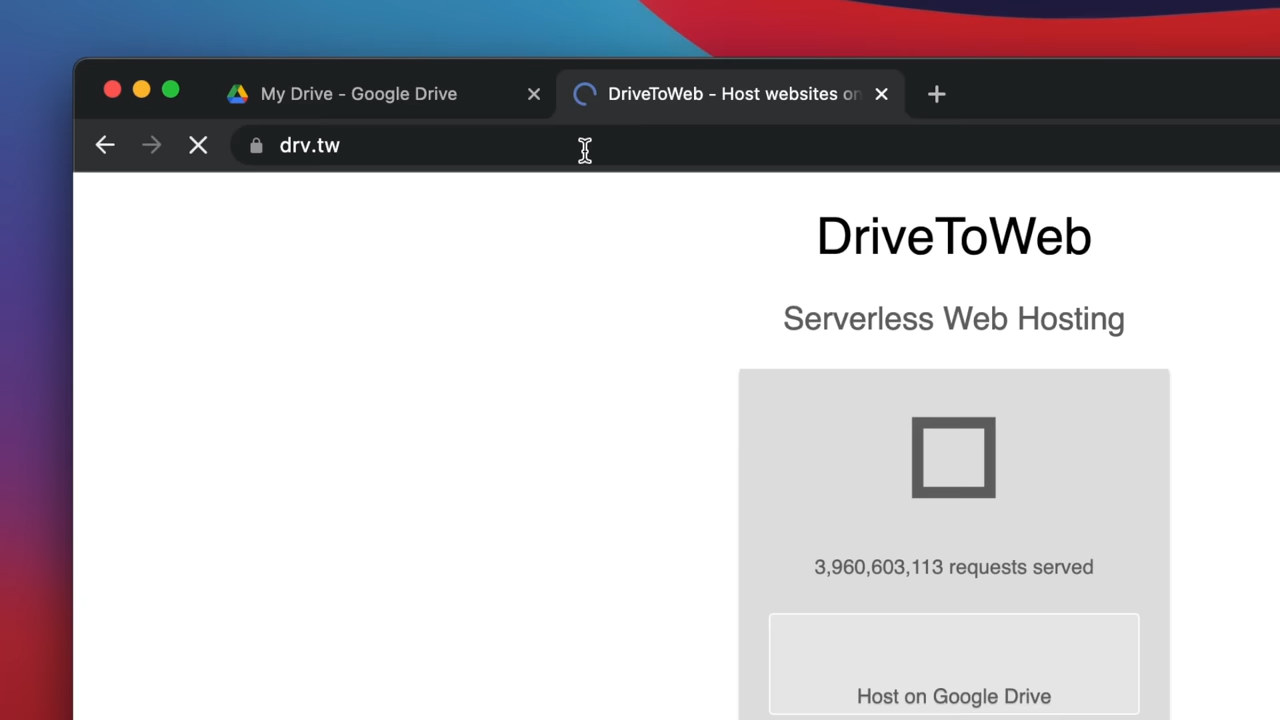 My Drive - Google Drive
DriveToWeb - Host websites on
drv.tw
DriveToWeb
Serverless Web Hosting
3,960,603,113 requests served
Host on Google Drive